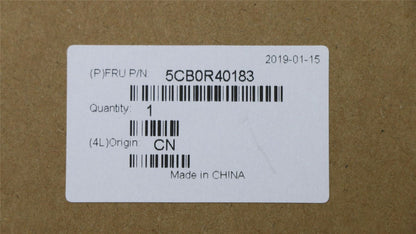 2019-01-15
(P)FRU P/N 5CB0R40183
Quantity: 1
(4L)Origin: CN
Made in CHINA